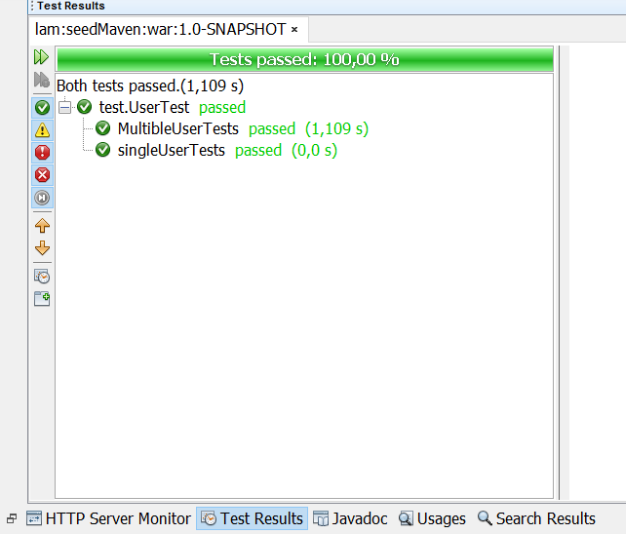 Test Results
lam:seedMaven:war:1.0-SNAPSHOT ×
Tests passed: 100,00 %
Both tests passed.(1,109 s)
test.UserTest passed
MultibleUserTests passed (1,109 s)
singleUserTests passed (0,0 s)
HTTP Server Monitor Test Results Javadoc Usages Search Results